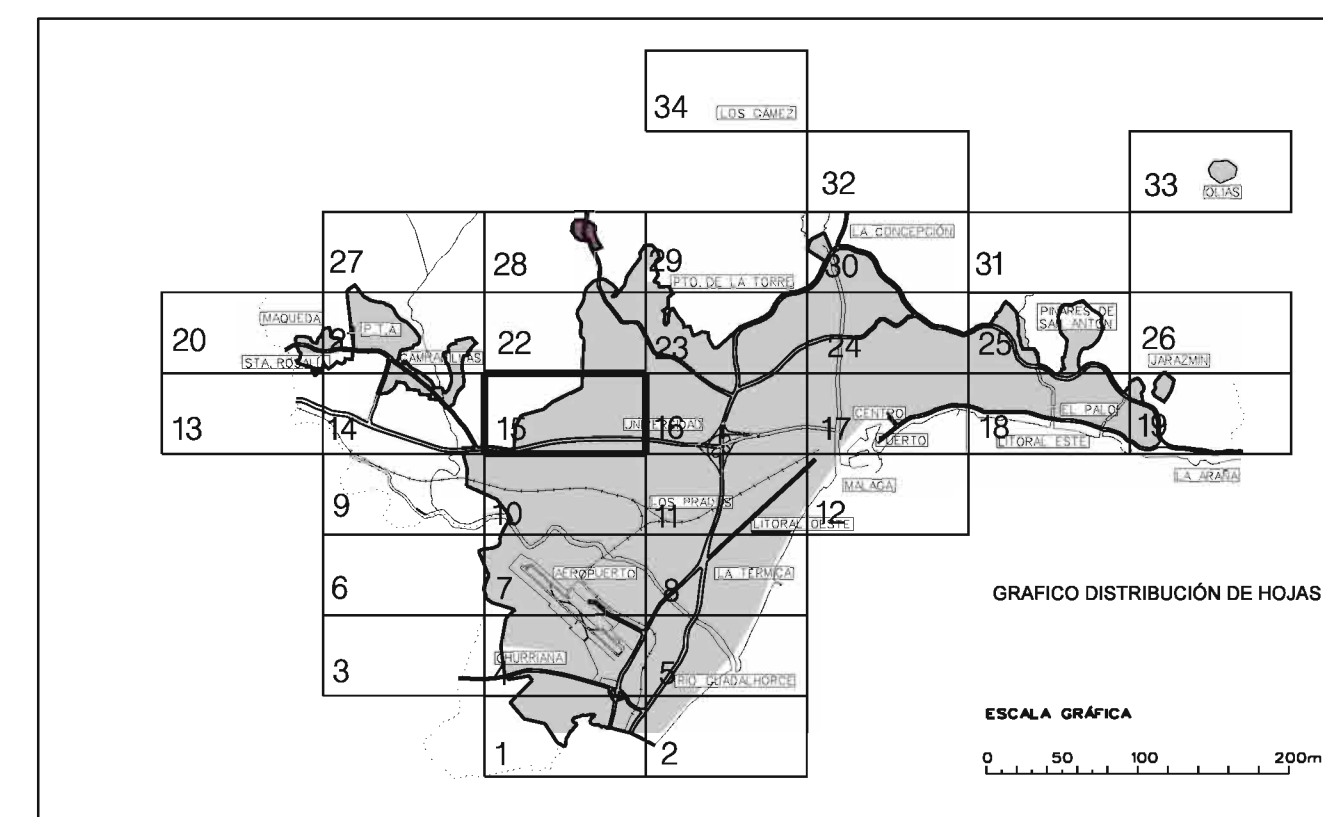 34 LOS GÁMEZ
32
33 OLIAS
LA CONCEPCIÓN
27 28 29 30 31
PTO. DE LA TORRE
MAQUEDA P.T.A. PINARES DE SAN ANTON
20 22 23 24 25 26
STA. JARAZMIN
13 14 15 16 17 18 19
UNIVERSIDAD CENTRO EL PALO
PUERTO LITORAL ESTE
MALAGA LA ARAÑA
9 10 11 12
LOS PRADOS
LITORAL OESTE
6 7 8
AEROPUERTO LA TERMICA
GRAFICO DISTRIBUCIÓN DE HOJAS
3 5
CHURRIANA RIO GUADALHORCE
1 2
ESCALA GRÁFICA
0 50 100 200m